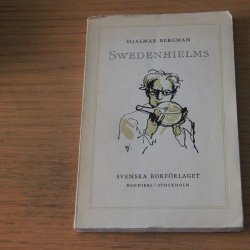 HJALMAR BERGMAN
SWEDENHIELMS
SVENSKA BOKFÖRLAGET
BONNIERS / STOCKHOLM